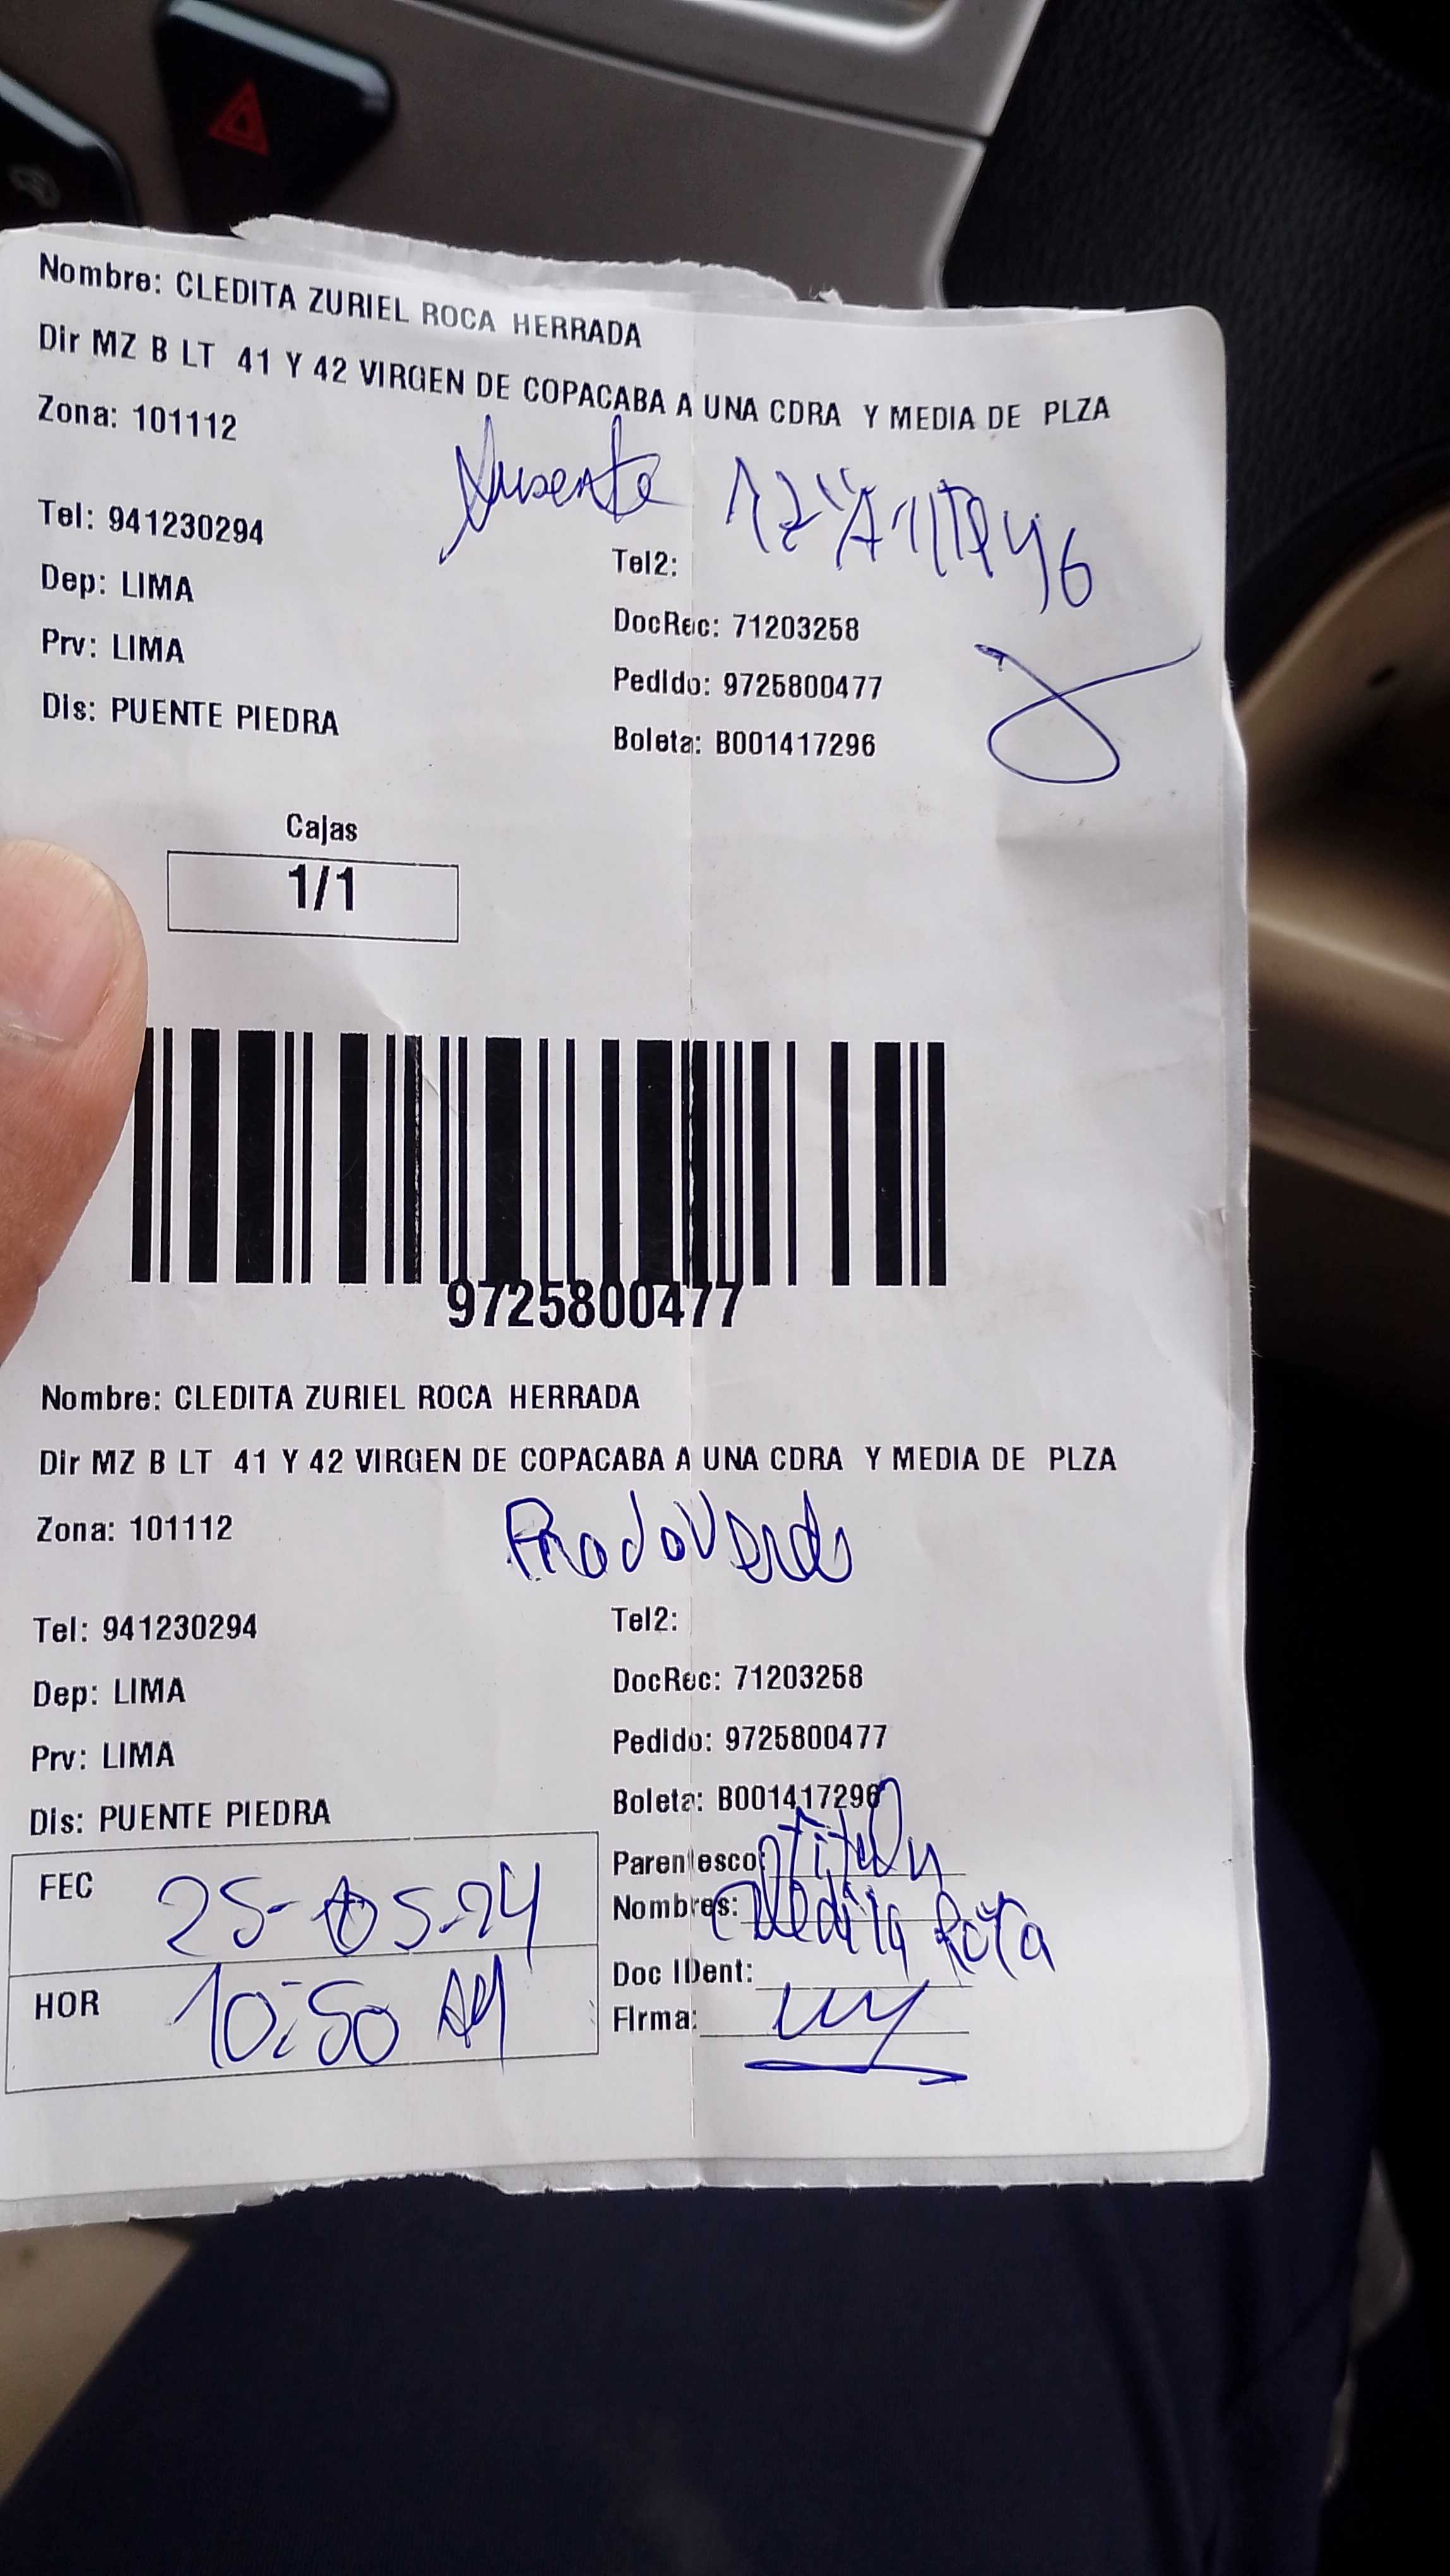 Nombre: CLEDITA ZURIEL ROCA HERRADA
Dir MZ B LT 41 Y 42 VIRGEN DE COPACABA A UNA CDRA Y MEDIA DE PLZA
Zona: 101112
Ausente
Tel: 941230294
Tel2:
Dep: LIMA
DocRec: 71203258
Prv: LIMA
Pedido: 9725800477
Dis: PUENTE PIEDRA
Boleta: B001417296
Cajas
1/1
9725800477
Nombre: CLEDITA ZURIEL ROCA HERRADA
Dir MZ B LT 41 Y 42 VIRGEN DE COPACABA A UNA CDRA Y MEDIA DE PLZA
Zona: 101112
Tel: 941230294
Tel2:
Dep: LIMA
DocRec: 71203258
Prv: LIMA
Pedido: 9725800477
Dis: PUENTE PIEDRA
Boleta: B001417296
FEC 25-05-24
Parentesco:
Nombres: Cledita Roca
HOR 10:50 AM
Doc IDent:
Firma: